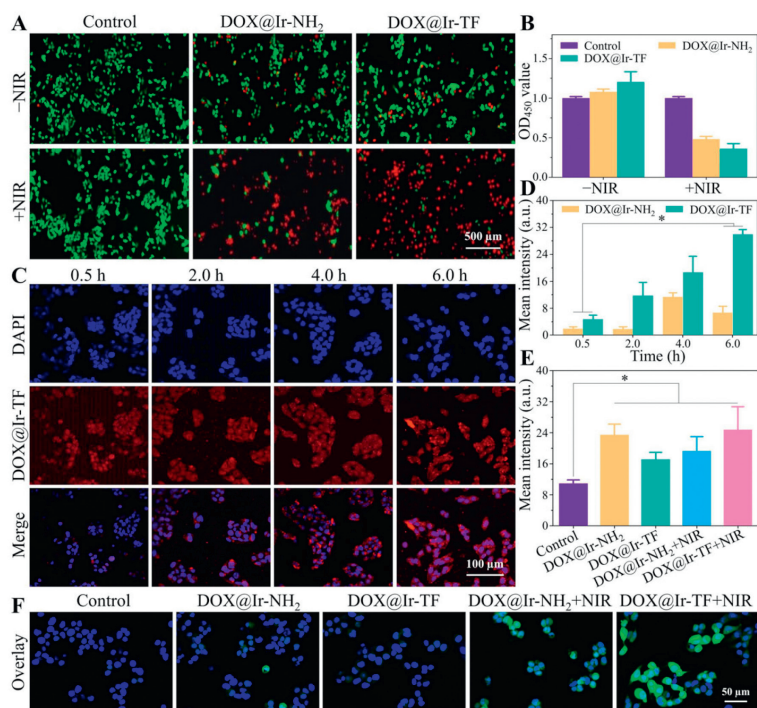 A Control DOX@Ir-NH₂ DOX@Ir-TF
−NIR
+NIR
500 µm
B
Control DOX@Ir-NH₂
DOX@Ir-TF
OD₄₅₀ value
1.5
1.0
0.5
0.0
−NIR +NIR
C 0.5 h 2.0 h 4.0 h 6.0 h
DAPI
DOX@Ir-TF
Merge
100 µm
D
DOX@Ir-NH₂ DOX@Ir-TF
*
Mean intensity (a.u.)
32
24
16
8
0
0.5 2.0 4.0 6.0
Time (h)
E
*
Mean intensity (a.u.)
40
32
24
16
8
0
Control
DOX@Ir-NH₂
DOX@Ir-TF
DOX@Ir-NH₂+NIR
DOX@Ir-TF+NIR
F Control DOX@Ir-NH₂ DOX@Ir-TF DOX@Ir-NH₂+NIR DOX@Ir-TF+NIR
Overlay
50 µm